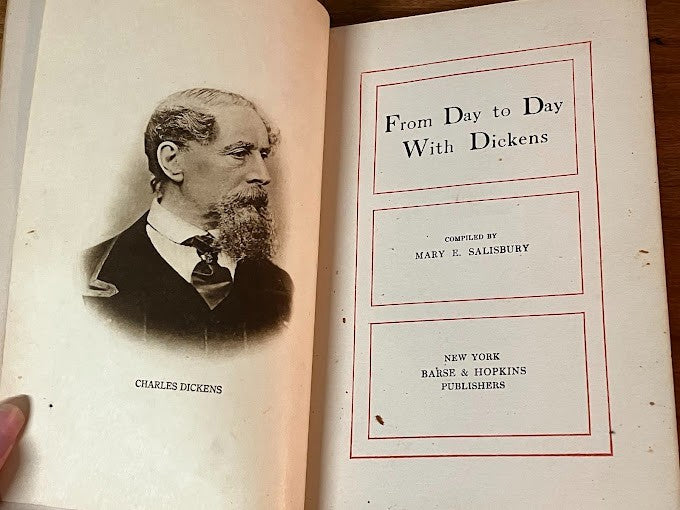 CHARLES DICKENS
From Day to Day
With Dickens
COMPILED BY
MARY E. SALISBURY
NEW YORK
BARSE & HOPKINS
PUBLISHERS